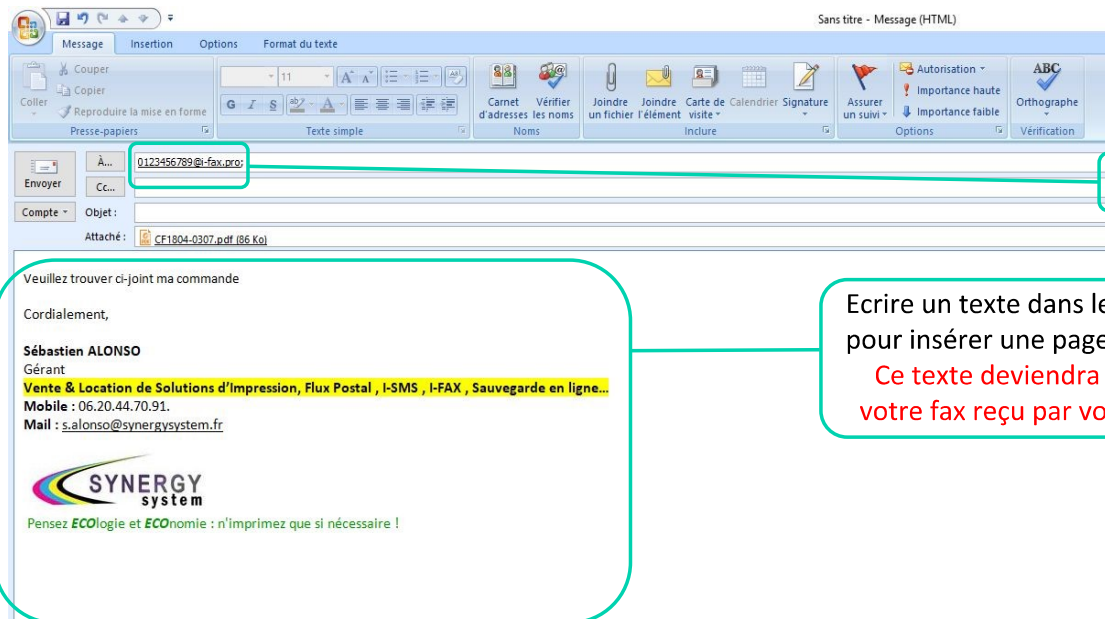 Sans titre - Message (HTML)
Message Insertion Options Format du texte
Coller
Couper
Copier
Reproduire la mise en forme
Presse-papiers
11
G I S
Texte simple
Carnet d'adresses
Vérifier les noms
Noms
Joindre un fichier
Joindre l'élément
Carte de visite
Calendrier
Signature
Inclure
Assurer un suivi
Autorisation
Importance haute
Importance faible
Options
ABC
Orthographe
Vérification
Envoyer
À... 0123456789@i-fax.pro;
Cc...
Compte
Objet :
Attaché : CF1804-0307.pdf (86 Ko)
Veuillez trouver ci-joint ma commande
Cordialement,
Sébastien ALONSO
Gérant
Vente & Location de Solutions d'Impression, Flux Postal , I-SMS , I-FAX , Sauvegarde en ligne...
Mobile : 06.20.44.70.91.
Mail : s.alonso@synergysystem.fr
SYNERGY
system
Pensez ECOlogie et ECOnomie : n'imprimez que si nécessaire !
Ecrire un texte dans le
pour insérer une page
Ce texte deviendra
votre fax reçu par vo